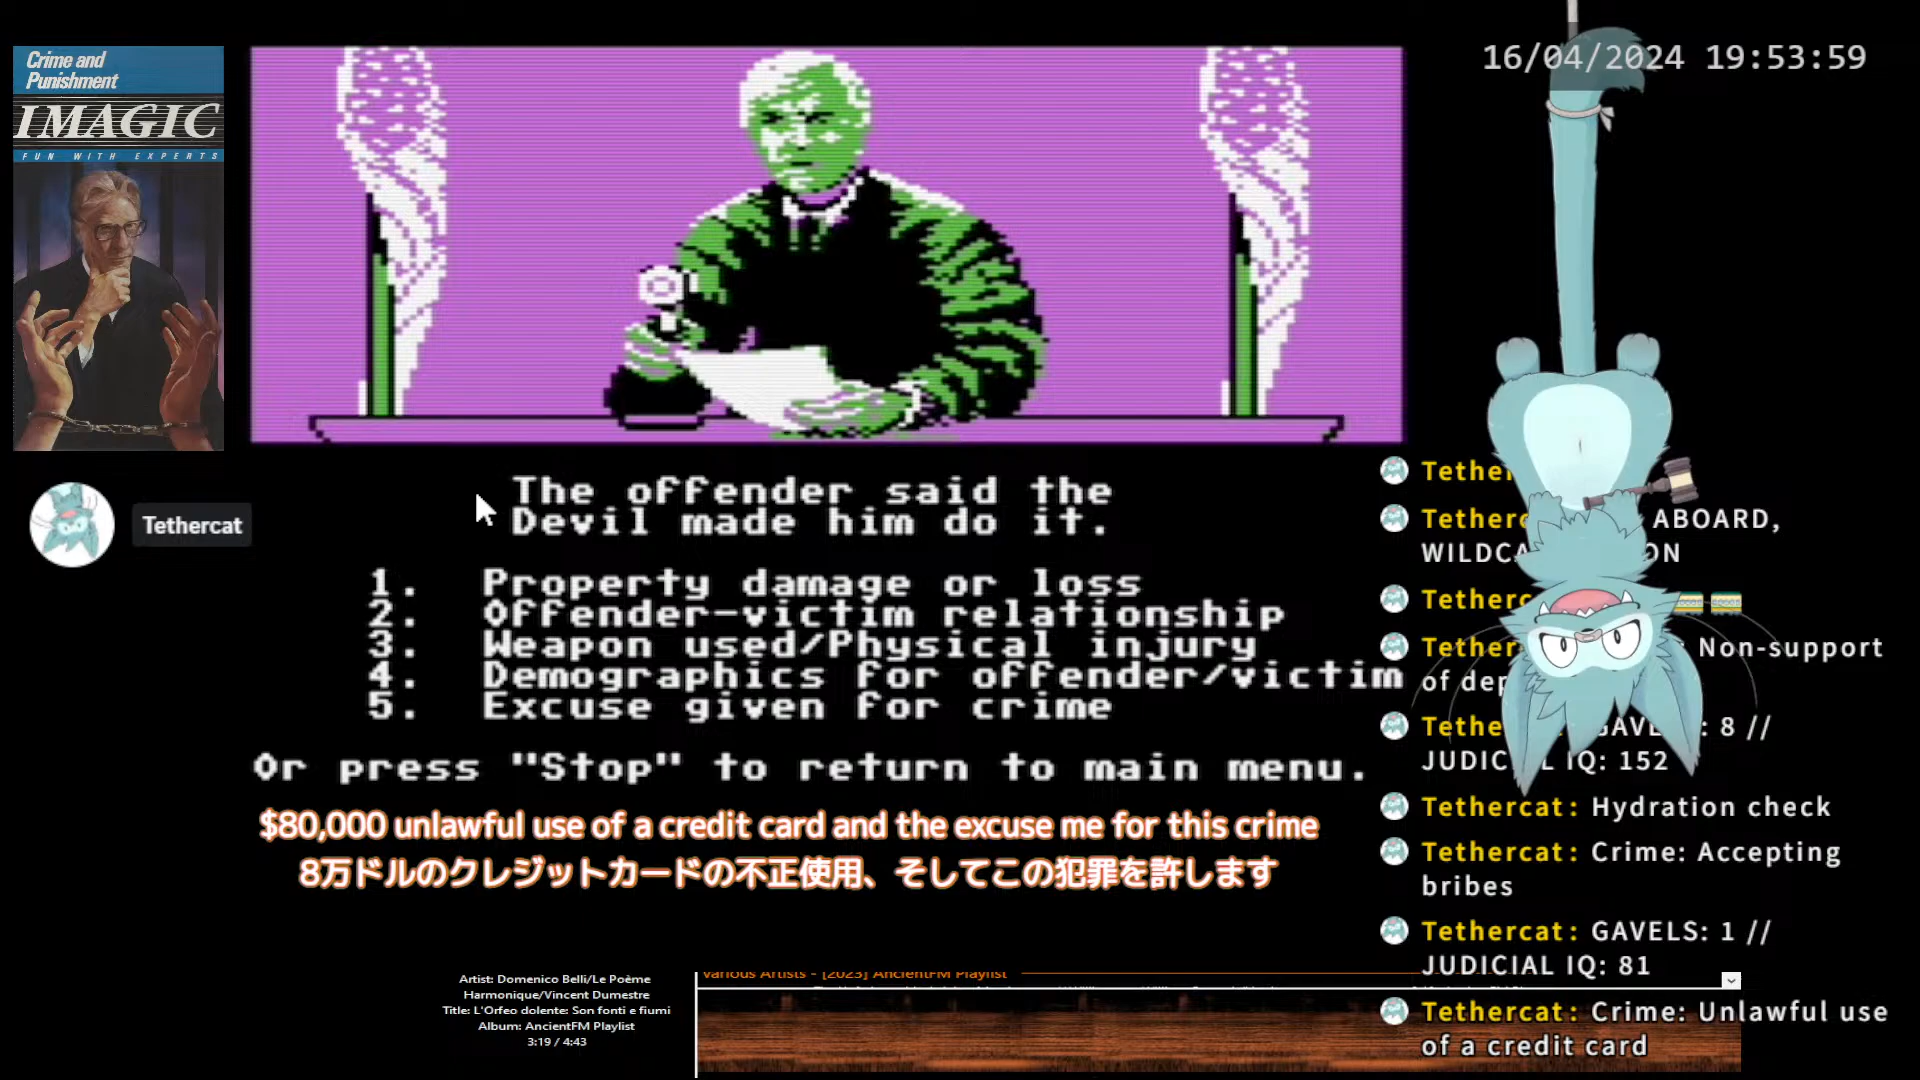 Crime and
Punishment
IMAGIC
FUN WITH EXPERTS
16/04/2024 19:53:59
Tethercat
The offender said the
Devil made him do it.
1. Property damage or loss
2. Offender-victim relationship
3. Weapon used/Physical injury
4. Demographics for offender/victim
5. Excuse given for crime
Or press "Stop" to return to main menu.
$80,000 unlawful use of a credit card and the excuse me for this crime
8万ドルのクレジットカードの不正使用、そしてこの犯罪を許します
Artist: Domenico Belli/Le Poème
Harmonique/Vincent Dumestre
Title: L'Orfeo dolente: Son fonti e fiumi
Album: AncientFM Playlist
3:19 / 4:43
Various Artists - [2023] AncientFM Playlist
ABOARD,
Non-support
of
: 8 //
IQ: 152
Tethercat: Hydration check
Tethercat: Crime: Accepting
bribes
Tethercat: GAVELS: 1 //
JUDICIAL IQ: 81
Tethercat: Crime: Unlawful use
of a credit card